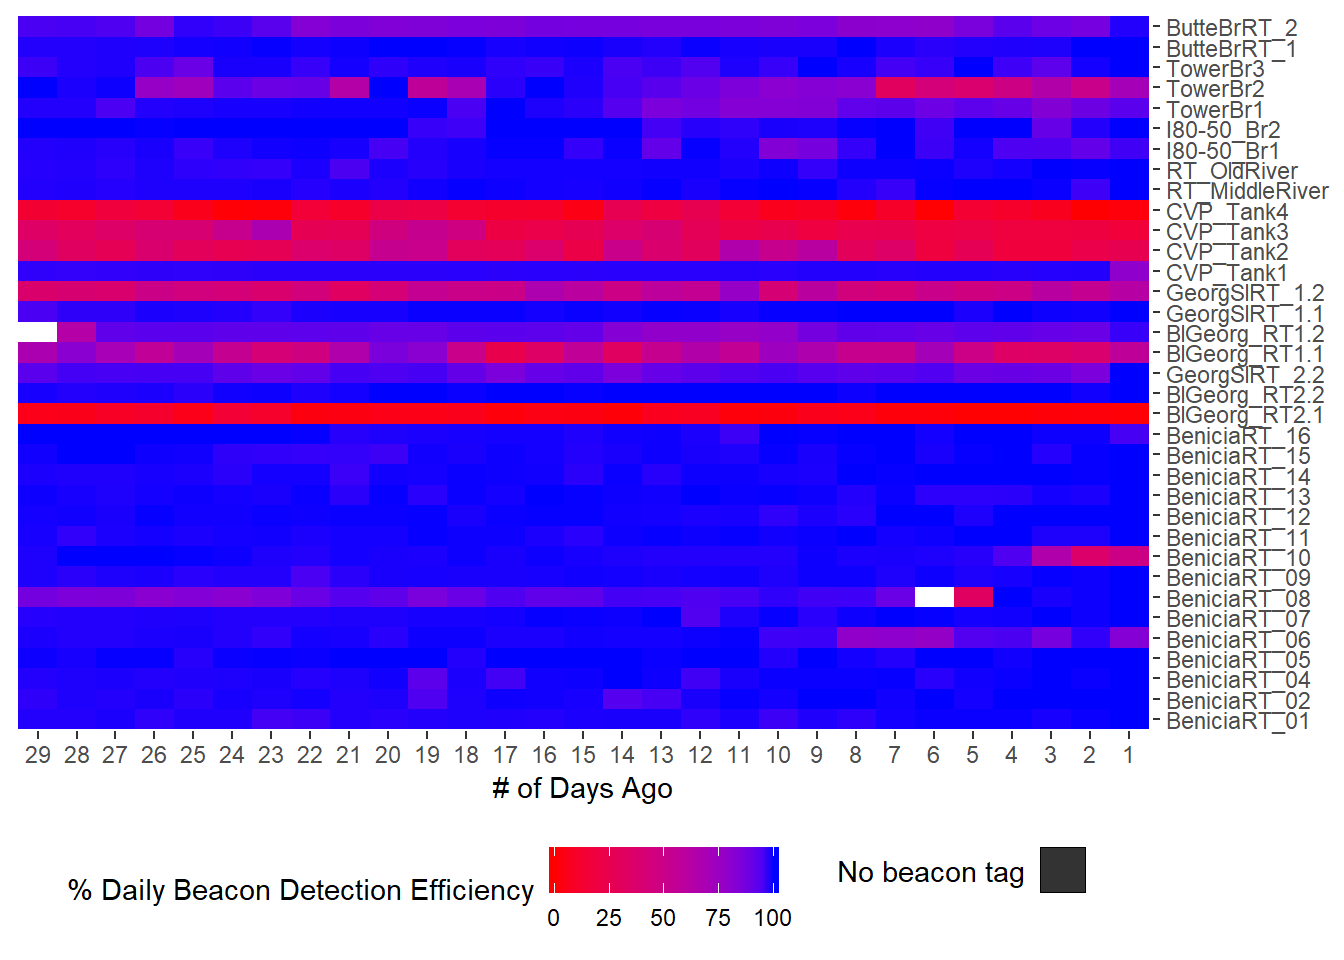 ButteBrRT_2
ButteBrRT_1
TowerBr3
TowerBr2
TowerBr1
I80-50_Br2
I80-50_Br1
RT_OldRiver
RT_MiddleRiver
CVP_Tank4
CVP_Tank3
CVP_Tank2
CVP_Tank1
GeorgSlRT_1.2
GeorgSlRT_1.1
BlGeorg_RT1.2
BlGeorg_RT1.1
GeorgSlRT_2.2
BlGeorg_RT2.2
BlGeorg_RT2.1
BeniciaRT_16
BeniciaRT_15
BeniciaRT_14
BeniciaRT_13
BeniciaRT_12
BeniciaRT_11
BeniciaRT_10
BeniciaRT_09
BeniciaRT_08
BeniciaRT_07
BeniciaRT_06
BeniciaRT_05
BeniciaRT_04
BeniciaRT_02
BeniciaRT_01
29 28 27 26 25 24 23 22 21 20 19 18 17 16 15 14 13 12 11 10 9 8 7 6 5 4 3 2 1
# of Days Ago
% Daily Beacon Detection Efficiency
0 25 50 75 100
No beacon tag